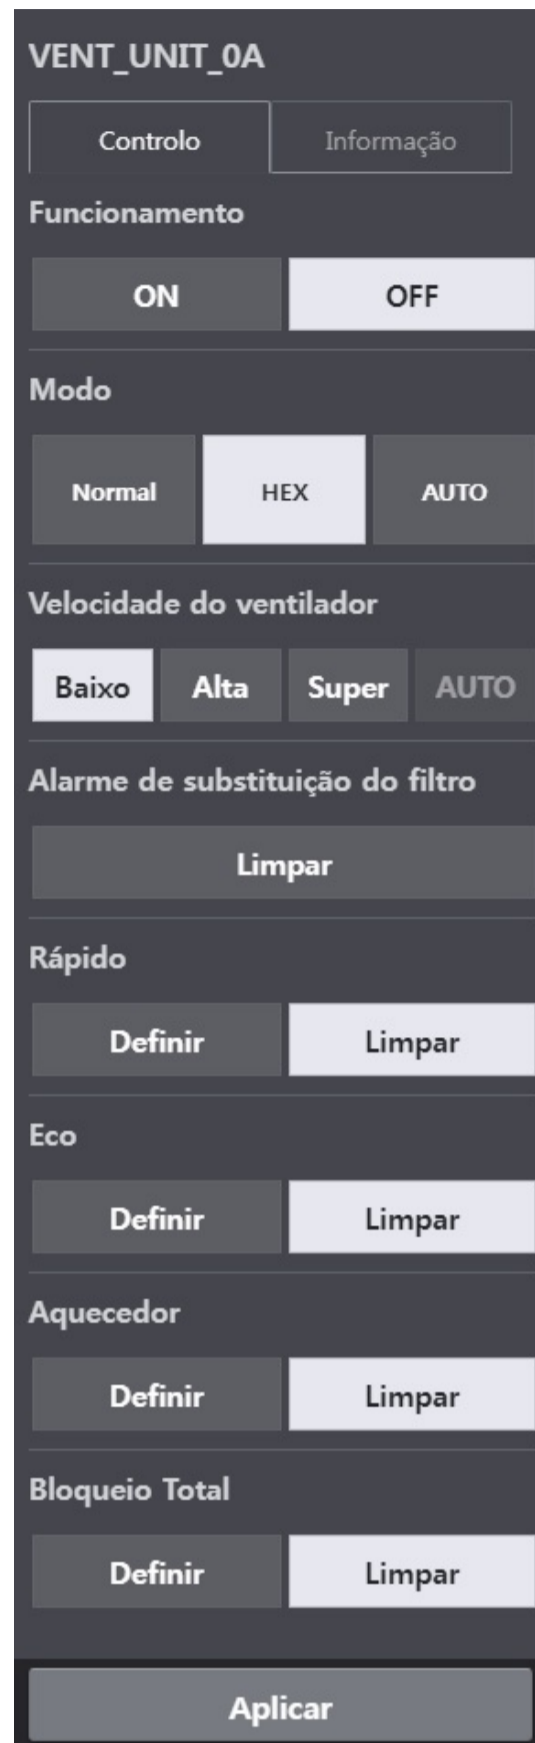 VENT_UNIT_0A
Controlo Informação
Funcionamento
ON OFF
Modo
Normal HEX AUTO
Velocidade do ventilador
Baixo Alta Super AUTO
Alarme de substituição do filtro
Limpar
Rápido
Definir Limpar
Eco
Definir Limpar
Aquecedor
Definir Limpar
Bloqueio Total
Definir Limpar
Aplicar